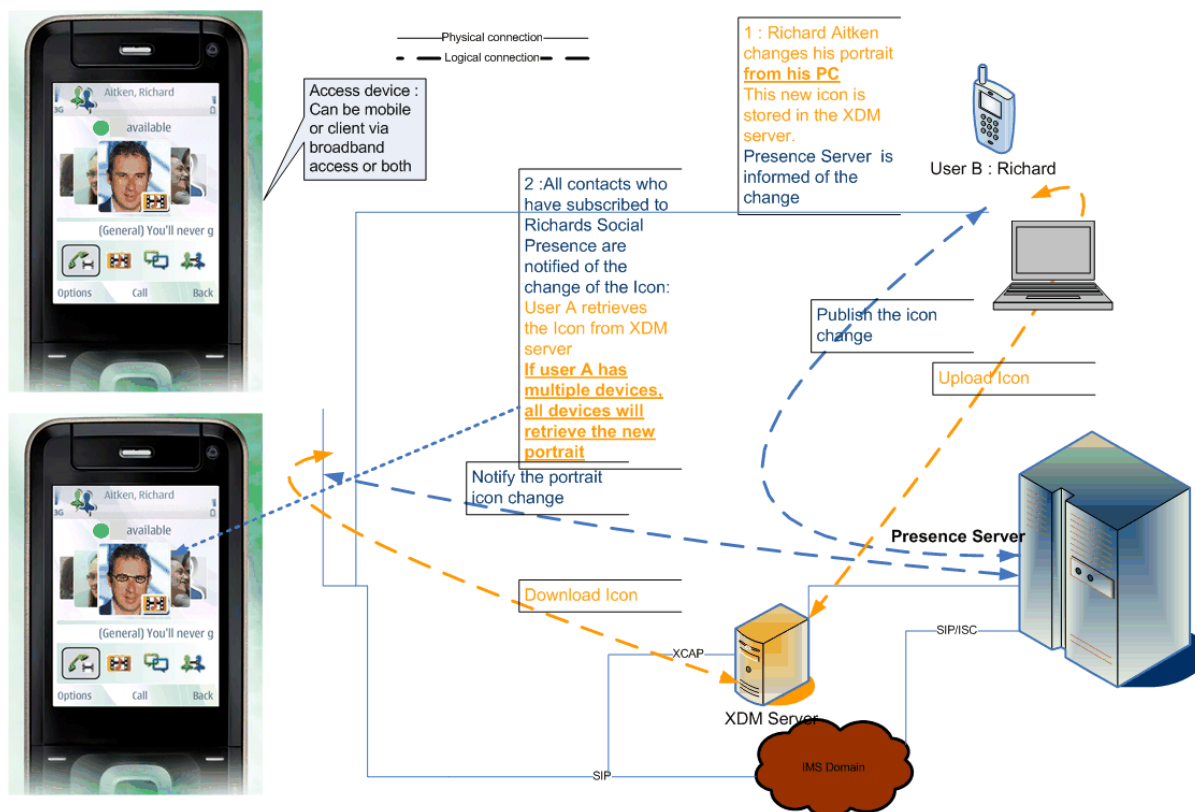 Aitken, Richard
3G
available
(General) You'll never g
Options Call Back
Access device :
Can be mobile
or client via
broadband
access or both
Physical connection
Logical connection
1 : Richard Aitken
changes his portrait
from his PC
This new icon is
stored in the XDM
server.
Presence Server is
informed of the
change
User B : Richard
2 :All contacts who
have subscribed to
Richards Social
Presence are
notified of the
change of the Icon:
User A retrieves
the Icon from XDM
server
If user A has
multiple devices,
all devices will
retrieve the new
portrait
Publish the icon
change
Upload Icon
Notify the portrait
icon change
Aitken, Richard
3G
available
(General) You'll never g
Options Call Back
Presence Server
Download Icon
SIP/ISC
XCAP
XDM Server
IMS Domain
SIP